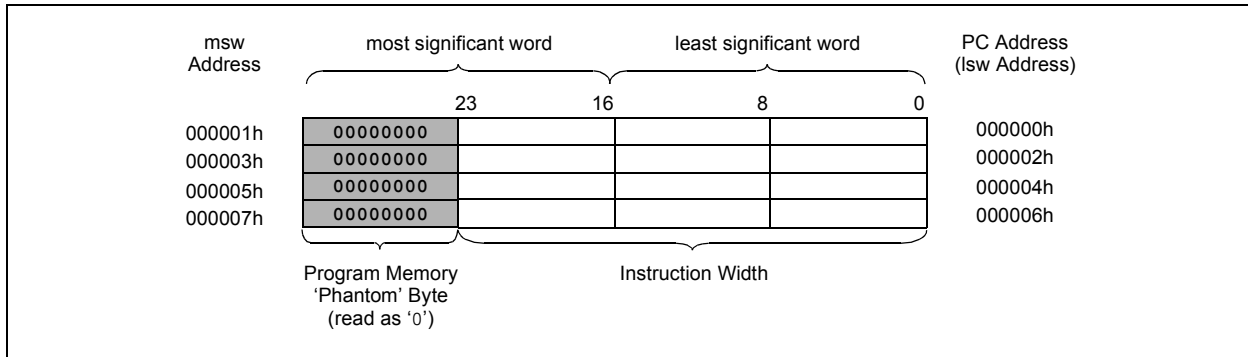 msw Address
most significant word
least significant word
PC Address (lsw Address)
23 16 8 0
000001h 00000000 000000h
000003h 00000000 000002h
000005h 00000000 000004h
000007h 00000000 000006h
Program Memory
‘Phantom’ Byte
(read as ‘0’)
Instruction Width